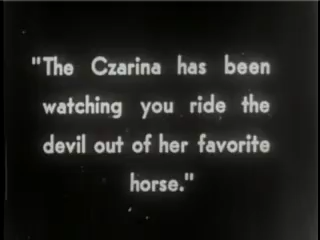 "The Czarina has been
watching you ride the
devil out of her favorite
horse."